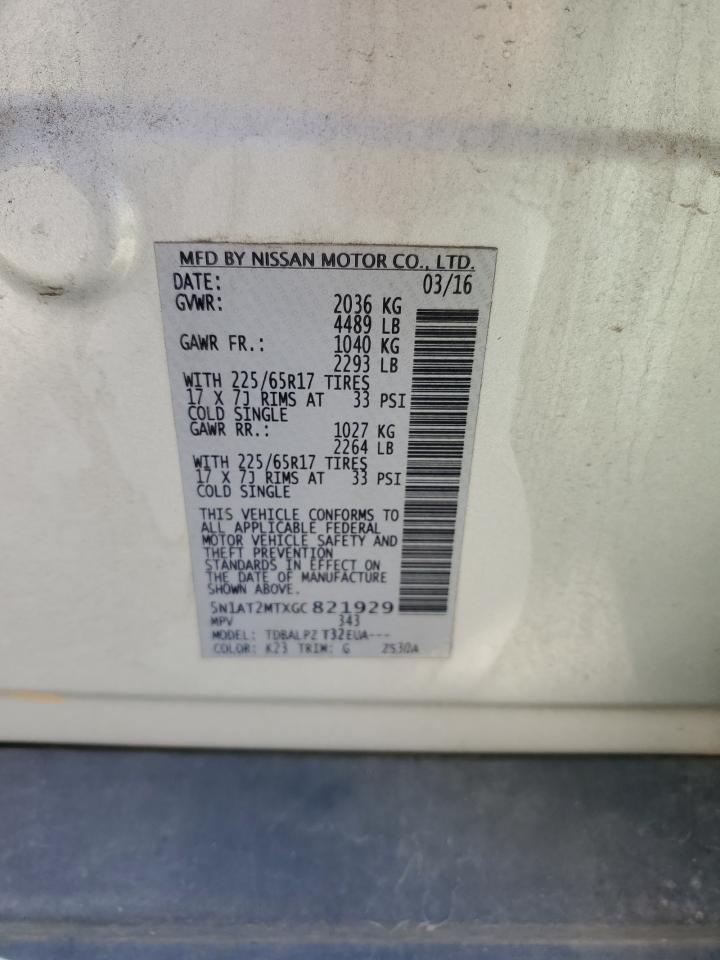 MFD BY NISSAN MOTOR CO., LTD.
DATE: 03/16
GVWR: 2036 KG
4489 LB
GAWR FR.: 1040 KG
2293 LB
WITH 225/65R17 TIRES
17 X 7J RIMS AT 33 PSI
COLD SINGLE
GAWR RR.: 1027 KG
2264 LB
WITH 225/65R17 TIRES
17 X 7J RIMS AT 33 PSI
COLD SINGLE
THIS VEHICLE CONFORMS TO
ALL APPLICABLE FEDERAL
MOTOR VEHICLE SAFETY AND
THEFT PREVENTION
STANDARDS IN EFFECT ON
THE DATE OF MANUFACTURE
SHOWN ABOVE.
5N1AT2MTXGC821929
MPV 343
MODEL: TDBALPZ T32EUA---
COLOR: K23 TRIM: G 2S30A